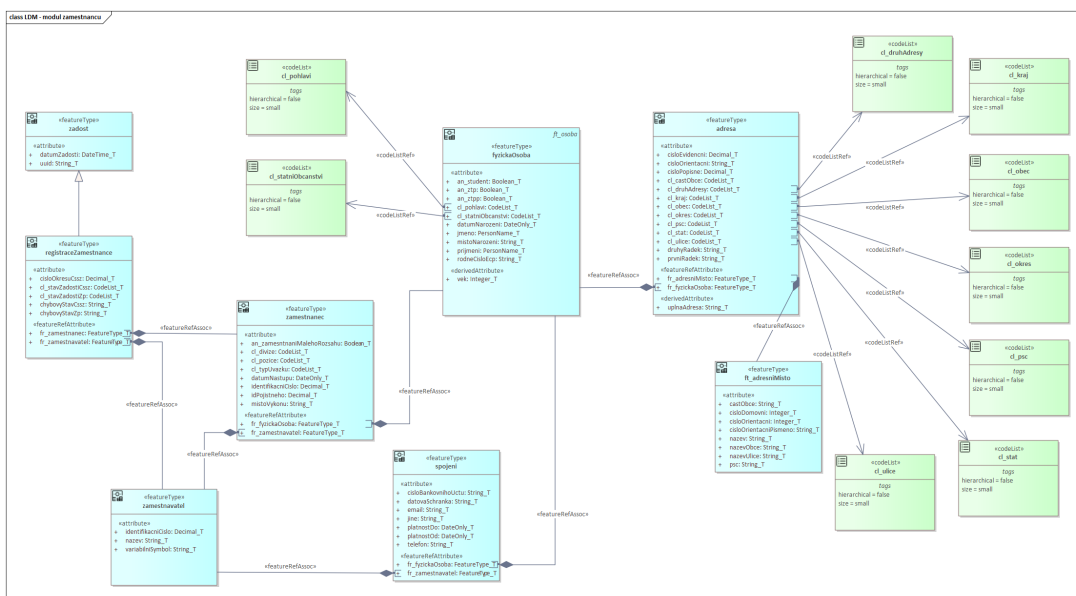 class LDM - modul zamestnancu
«featureType»
zadost
«attribute»
+ datumZadosti: DateTime_T
+ uuid: String_T
«featureType»
registraceZamestnance
«attribute»
+ cisloOkresuCssz: Decimal_T
+ cl_stavZadostiCssz: CodeList_T
+ cl_stavZadostiZp: CodeList_T
+ chybovyStavCssz: String_T
+ chybovyStavZp: String_T
«featureRefAttribute»
+ fr_zamestnanec: FeatureType_T
+ fr_zamestnavatel: FeatureType_T
«codeList»
cl_pohlavi
tags
hierarchical = false
size = small
«codeList»
cl_statniObcanstvi
tags
hierarchical = false
size = small
«codeListRef»
«codeListRef»
ft_osoba
«featureType»
fyzickaOsoba
«attribute»
+ an_student: Boolean_T
+ an_ztp: Boolean_T
+ an_ztpp: Boolean_T
+ cl_pohlavi: CodeList_T
+ cl_statniObcanstvi: CodeList_T
+ datumNarozeni: DateOnly_T
+ jmeno: PersonName_T
+ mistoNarozeni: String_T
+ prijmeni: PersonName_T
+ rodneCisloEcp: String_T
«derivedAttribute»
+ vek: Integer_T
«featureRefAssoc»
«featureType»
adresa
«attribute»
+ cisloEvidencni: Decimal_T
+ cisloOrientacni: String_T
+ cisloPopisne: Decimal_T
+ cl_castObce: CodeList_T
+ cl_druhAdresy: CodeList_T
+ cl_kraj: CodeList_T
+ cl_obec: CodeList_T
+ cl_okres: CodeList_T
+ cl_psc: CodeList_T
+ cl_stat: CodeList_T
+ cl_ulice: CodeList_T
+ druhyRadek: String_T
+ prvniRadek: String_T
«featureRefAttribute»
+ fr_adresniMisto: FeatureType_T
+ fr_fyzickaOsoba: FeatureType_T
«derivedAttribute»
+ uplnaAdresa: String_T
«codeList»
cl_druhAdresy
tags
hierarchical = false
size = small
«codeList»
cl_kraj
tags
hierarchical = false
size = small
«codeList»
cl_obec
tags
hierarchical = false
size = small
«codeList»
cl_okres
tags
hierarchical = false
size = small
«codeList»
cl_psc
tags
hierarchical = false
size = small
«codeList»
cl_stat
tags
hierarchical = false
size = small
«codeList»
cl_ulice
tags
hierarchical = false
size = small
«codeListRef»
«codeListRef»
«codeListRef»
«codeListRef»
«codeListRef»
«codeListRef»
«codeListRef»
«featureRefAssoc»
«featureType»
ft_adresniMisto
«attribute»
+ castObce: String_T
+ cisloDomovni: Integer_T
+ cisloOrientacni: Integer_T
+ cisloOrientacniPismeno: String_T
+ nazev: String_T
+ nazevObce: String_T
+ nazevUlice: String_T
+ psc: String_T
«featureRefAssoc»
«featureType»
zamestnanec
«attribute»
+ an_zamesntnaniMalehoRozsahu: Boolean_T
+ cl_divize: CodeList_T
+ cl_pozice: CodeList_T
+ cl_typUvazku: CodeList_T
+ datumNastupu: DateOnly_T
+ identifikacniCislo: Decimal_T
+ idPojistneho: Decimal_T
+ mistoVykonu: String_T
«featureRefAttribute»
+ fr_fyzickaOsoba: FeatureType_T
+ fr_zamestnavatel: FeatureType_T
«featureRefAssoc»
«featureRefAssoc»
«featureRefAssoc»
«featureType»
zamestnavatel
«attribute»
+ identifikacniCislo: Decimal_T
+ nazev: String_T
+ variabilniSymbol: String_T
«featureRefAssoc»
«featureType»
spojeni
«attribute»
+ cisloBankovnihoUctu: String_T
+ datovaSchranka: String_T
+ email: String_T
+ jine: String_T
+ platnostDo: DateOnly_T
+ platnostOd: DateOnly_T
+ telefon: String_T
«featureRefAttribute»
+ fr_fyzickaOsoba: FeatureType_T
+ fr_zamestnavatel: FeatureType_T
«featureRefAssoc»